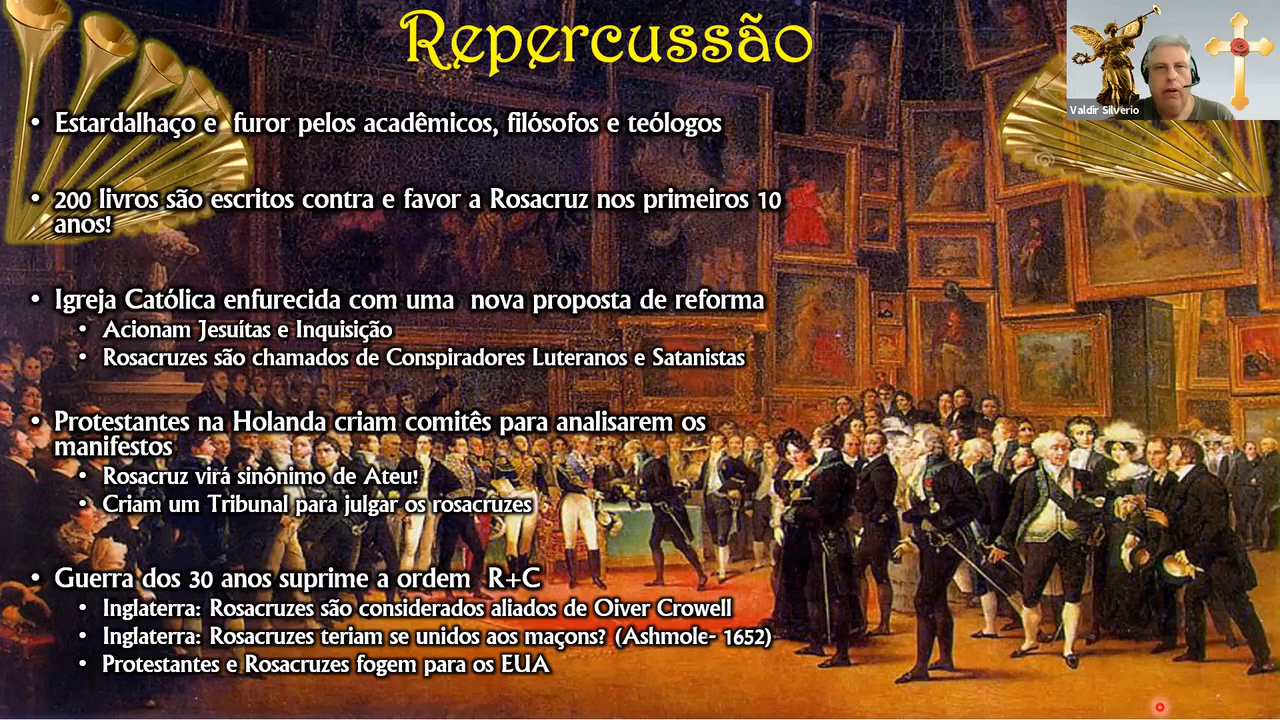 Repercussão
Valdir Silverio
• Estardalhaço e furor pelos acadêmicos, filósofos e teólogos
• 200 livros são escritos contra e favor a Rosacruz nos primeiros 10
anos!
• Igreja Católica enfurecida com uma nova proposta de reforma
• Acionam Jesuítas e Inquisição
• Rosacruzes são chamados de Conspiradores Luteranos e Satanistas
• Protestantes na Holanda criam comitês para analisarem os
manifestos
• Rosacruz virá sinônimo de Ateu!
• Criam um Tribunal para julgar os rosacruzes
• Guerra dos 30 anos suprime a ordem R+C
• Inglaterra: Rosacruzes são considerados aliados de Oiver Crowell
• Inglaterra: Rosacruzes teriam se unidos aos maçons? (Ashmole- 1652)
• Protestantes e Rosacruzes fogem para os EUA